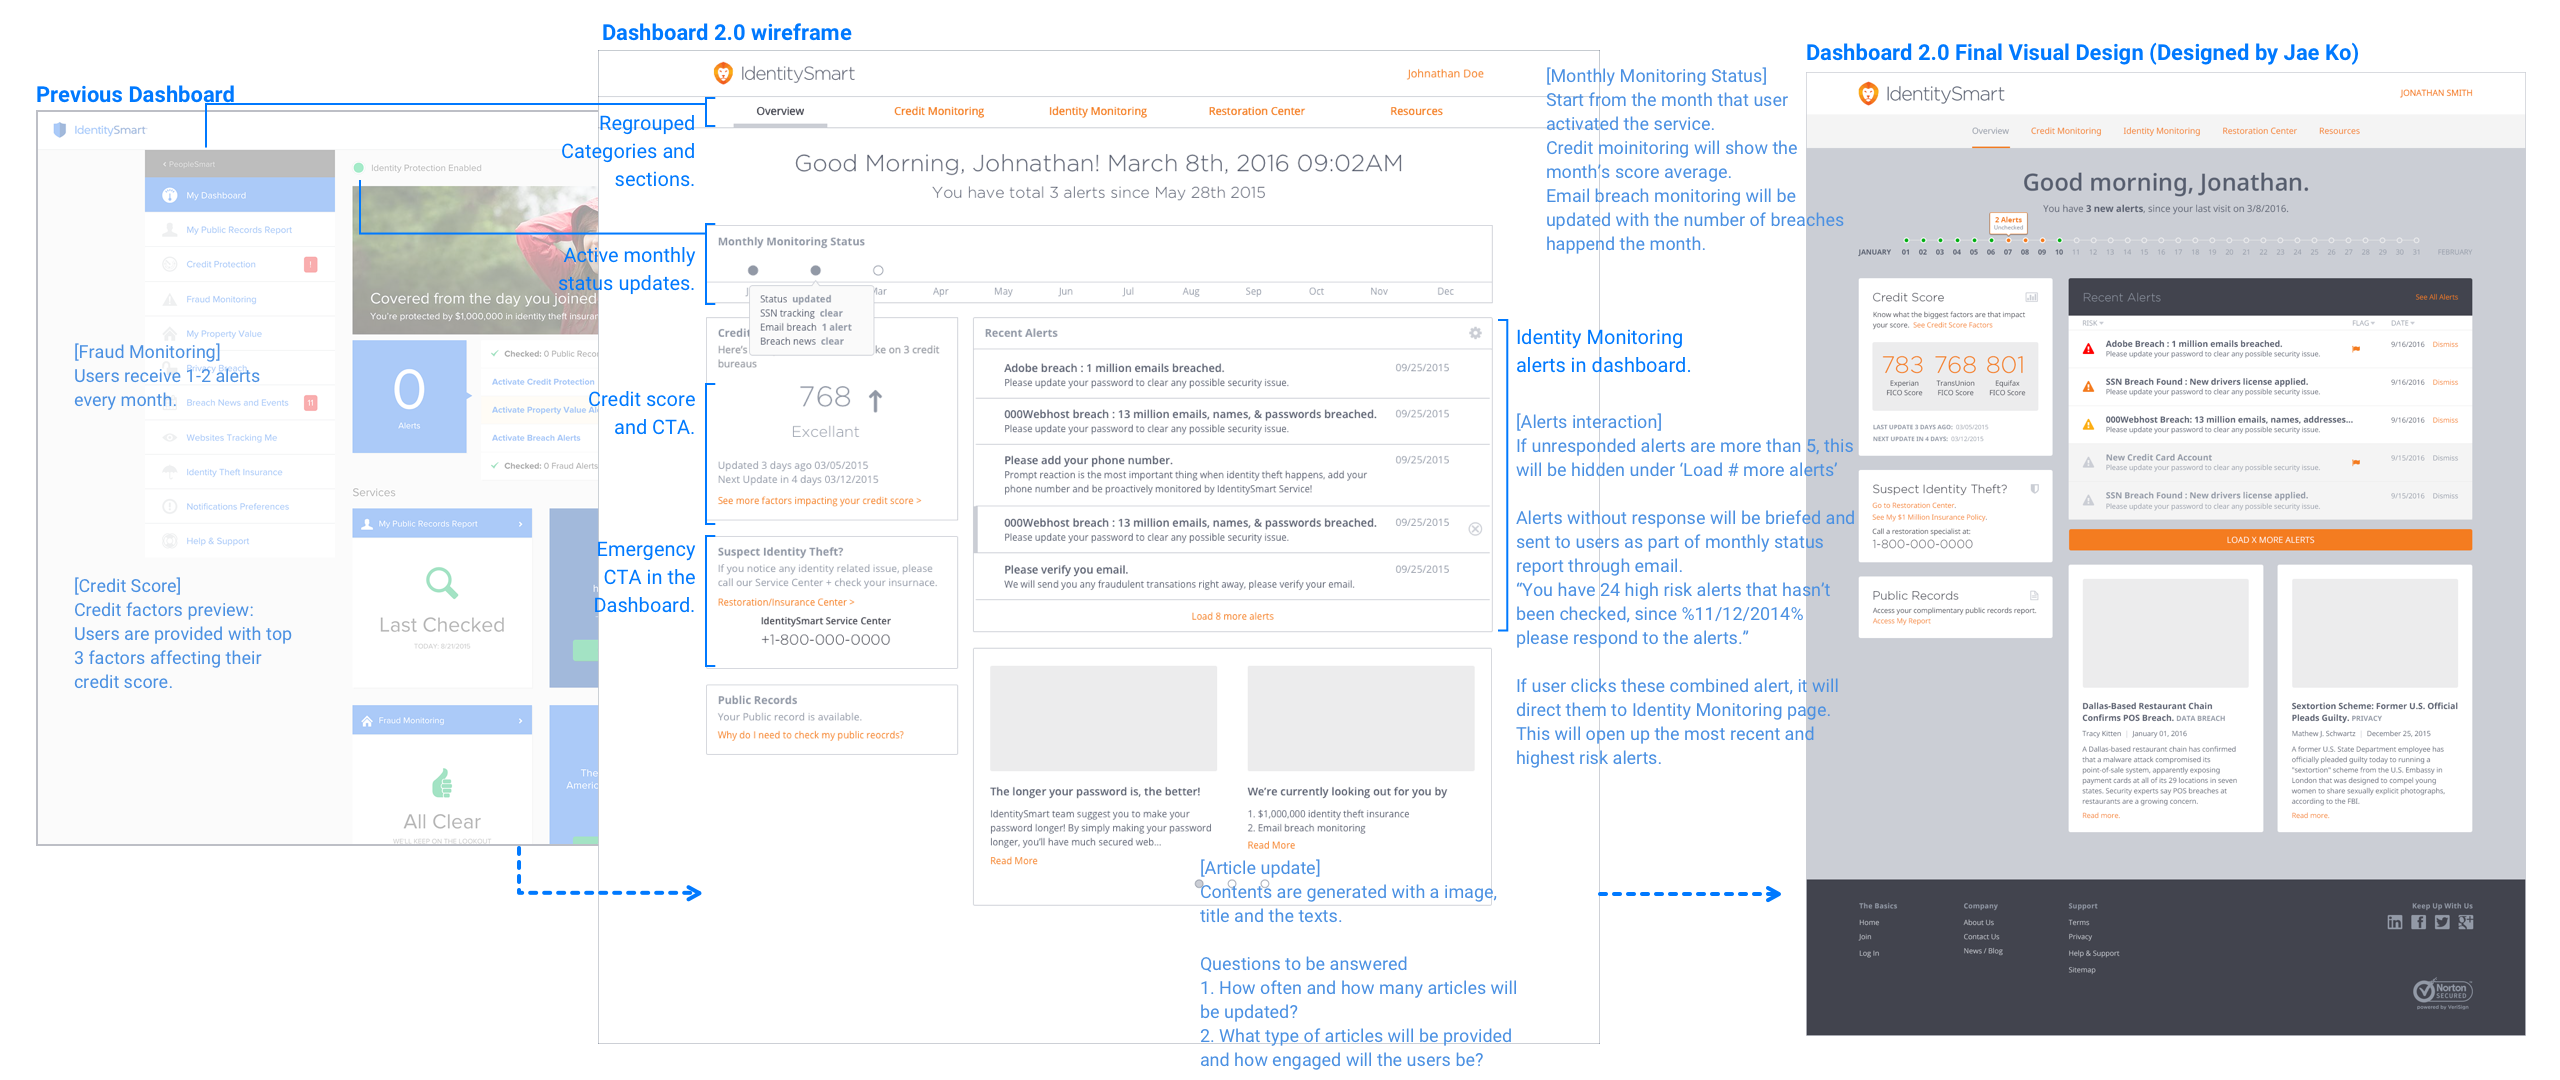 Previous Dashboard
IdentitySmart
< PeopleSmart
My Dashboard
My Public Records Report
Credit Protection
1
Fraud Monitoring
My Property Value
Privacy Breach
Breach News and Events
11
Websites Tracking Me
Identity Theft Insurance
Notifications Preferences
Help & Support
[Fraud Monitoring]
Users receive 1-2 alerts
every month.
[Credit Score]
Credit factors preview:
Users are provided with top
3 factors affecting their
credit score.
Identity Protection Enabled
Covered from the day you joined
You're protected by $1,000,000 in identity theft
0
Alerts
Checked: 0 Public
Activate Credit Protection
Activate Property Value
Activate Breach Alerts
Checked: 0 Fraud Alerts
Services
My Public Records Report
Last Checked
TODAY: 8/21/2015
Fraud Monitoring
All Clear
WE'LL KEEP ON THE LOOKOUT
The
Dashboard 2.0 wireframe
IdentitySmart
Johnathan Doe
Overview
Credit Monitoring
Identity Monitoring
Restoration Center
Resources
Regrouped
Categories and
sections.
Good Morning, Johnathan! March 8th, 2016 09:02AM
You have total 3 alerts since May 28th 2015
Active monthly
status updates.
Monthly Monitoring Status
Apr
May
Jun
Jul
Aug
Sep
Oct
Nov
Dec
Status updated
SSN tracking clear
Email breach 1 alert
Breach news clear
Credit score
and CTA.
Here's
on 3 credit
bureaus
768
Excellant
Updated 3 days ago 03/05/2015
Next Update in 4 days 03/12/2015
See more factors impacting your credit score >
Emergency
CTA in the
Dashboard.
Suspect Identity Theft?
If you notice any identity related issue, please
call our Service Center + check your insurnace.
Restoration/Insurance Center >
IdentitySmart Service Center
+1-800-000-0000
Public Records
Your Public record is available.
Why do I need to check my public reocrds?
Recent Alerts
Adobe breach : 1 million emails breached.
09/25/2015
Please update your password to clear any possible security issue.
000Webhost breach : 13 million emails, names, & passwords breached.
09/25/2015
Please update your password to clear any possible security issue.
Please add your phone number.
09/25/2015
Prompt reaction is the most important thing when identity theft happens, add your
phone number and be proactively monitored by IdentitySmart Service!
000Webhost breach : 13 million emails, names, & passwords breached.
09/25/2015
Please update your password to clear any possible security issue.
Please verify you email.
09/25/2015
We will send you any fraudulent transations right away, please verify your email.
Load 8 more alerts
The longer your password is, the better!
IdentitySmart team suggest you to make your
password longer! By simply making your password
longer, you'll have much secured web...
Read More
We're currently looking out for you by
1. $1,000,000 identity theft insurance
2. Email breach monitoring
Read More
[Article update]
Contents are generated with a image,
title and the texts.
Questions to be answered
1. How often and how many articles will
be updated?
2. What type of articles will be provided
and how engaged will the users be?
[Monthly Monitoring Status]
Start from the month that user
activated the service.
Credit moinitoring will show the
month's score average.
Email breach monitoring will be
updated with the number of breaches
happend the month.
Identity Monitoring
alerts in dashboard.
[Alerts interaction]
If unresponded alerts are more than 5, this
will be hidden under 'Load # more alerts'
Alerts without response will be briefed and
sent to users as part of monthly status
report through email.
"You have 24 high risk alerts that hasn't
been checked, since %11/12/2014%
please respond to the alerts."
If user clicks these combined alert, it will
direct them to Identity Monitoring page.
This will open up the most recent and
highest risk alerts.
Dashboard 2.0 Final Visual Design (Designed by Jae Ko)
IdentitySmart
JONATHAN SMITH
Overview
Credit Monitoring
Identity Monitoring
Restoration Center
Resources
Good morning, Jonathan.
You have 3 new alerts, since your last visit on 3/8/2016.
2 Alerts
Unchecked
JANUARY 01 02 03 04 05 06 07 08 09 10 11 12 13 14 15 16 17 18 19 20 21 22 23 24 25 26 27 28 29 30 31 FEBRUARY
Credit Score
Know what the biggest factors are that impact
your score. See Credit Score Factors
783 768 801
Experian TransUnion Equifax
FICO Score FICO Score FICO Score
LAST UPDATE 3 DAYS AGO: 03/05/2015
NEXT UPDATE IN 4 DAYS: 03/12/2015
Suspect Identity Theft?
Go to Restoration Center.
See My $1 Million Insurance Policy.
Call a restoration specialist at:
1-800-000-0000
Public Records
Access your complimentary public records report.
Access My Report
Recent Alerts
See All Alerts
RISK
FLAG
DATE
Adobe Breach : 1 million emails breached.
9/16/2016 Dismiss
Please update your password to clear any possible security issue.
SSN Breach Found : New drivers license applied.
9/16/2016 Dismiss
Please update your password to clear any possible security issue.
000Webhost Breach: 13 million emails, names, addresses...
9/16/2016 Dismiss
Please update your password to clear any possible security issue.
New Credit Card Account
9/15/2016 Dismiss
Please update your password to clear any possible security issue.
SSN Breach Found : New drivers license applied.
9/15/2016 Dismiss
Please update your password to clear any possible security issue.
LOAD X MORE ALERTS
Dallas-Based Restaurant Chain
Confirms POS Breach. DATA BREACH
Tracy Kitten | January 01, 2016
A Dallas-based restaurant chain has confirmed
that a malware attack compromised its
point-of-sale system, apparently exposing
payment cards at all of its 29 locations in seven
states. Security experts say POS breaches at
restaurants are a growing concern.
Read more.
Sextortion Scheme: Former U.S. Official
Pleads Guilty. PRIVACY
Mathew J. Schwartz | December 25, 2015
A former U.S. State Department employee has
officially pleaded guilty today to running a
"sextortion" scheme from the U.S. Embassy in
London that was designed to compel young
women to share sexually explicit photographs,
according to the FBI.
Read more.
The Basics
Home
Join
Log In
Company
About Us
Contact Us
News / Blog
Support
Terms
Privacy
Help & Support
Sitemap
Keep Up With Us
Norton
SECURED
powered by VeriSign